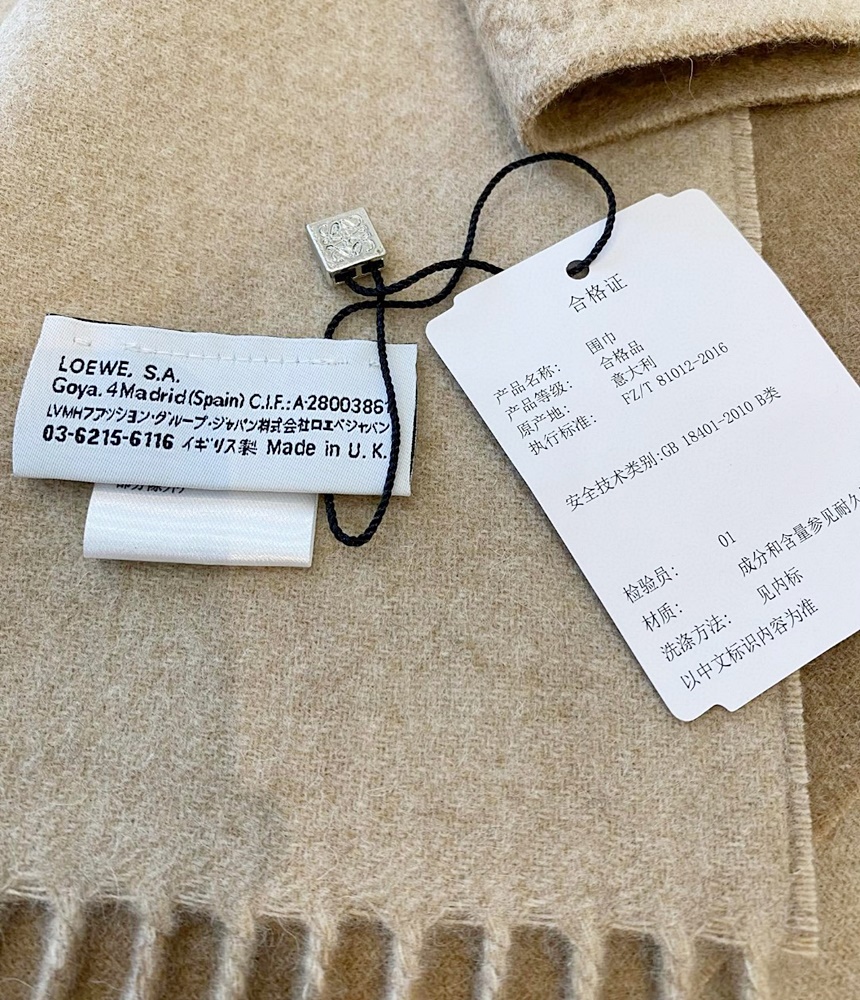 LOEWE. S.A.
Goya. 4 Madrid (Spain) C.I.F.: A-28003861
LVMHファッション・グループ・ジャパン株式会社ロエベジャパン
03-6215-6116 イギリス製 Made in U. K.
合格证
产品名称: 围巾
产品等级: 合格品
原产地: 意大利
执行标准: FZ/T 81012-2016
安全技术类别:GB 18401-2010 B类
检验员: 01
材质: 成分和含量参见耐久
洗涤方法: 见内标
以中文标识内容为准